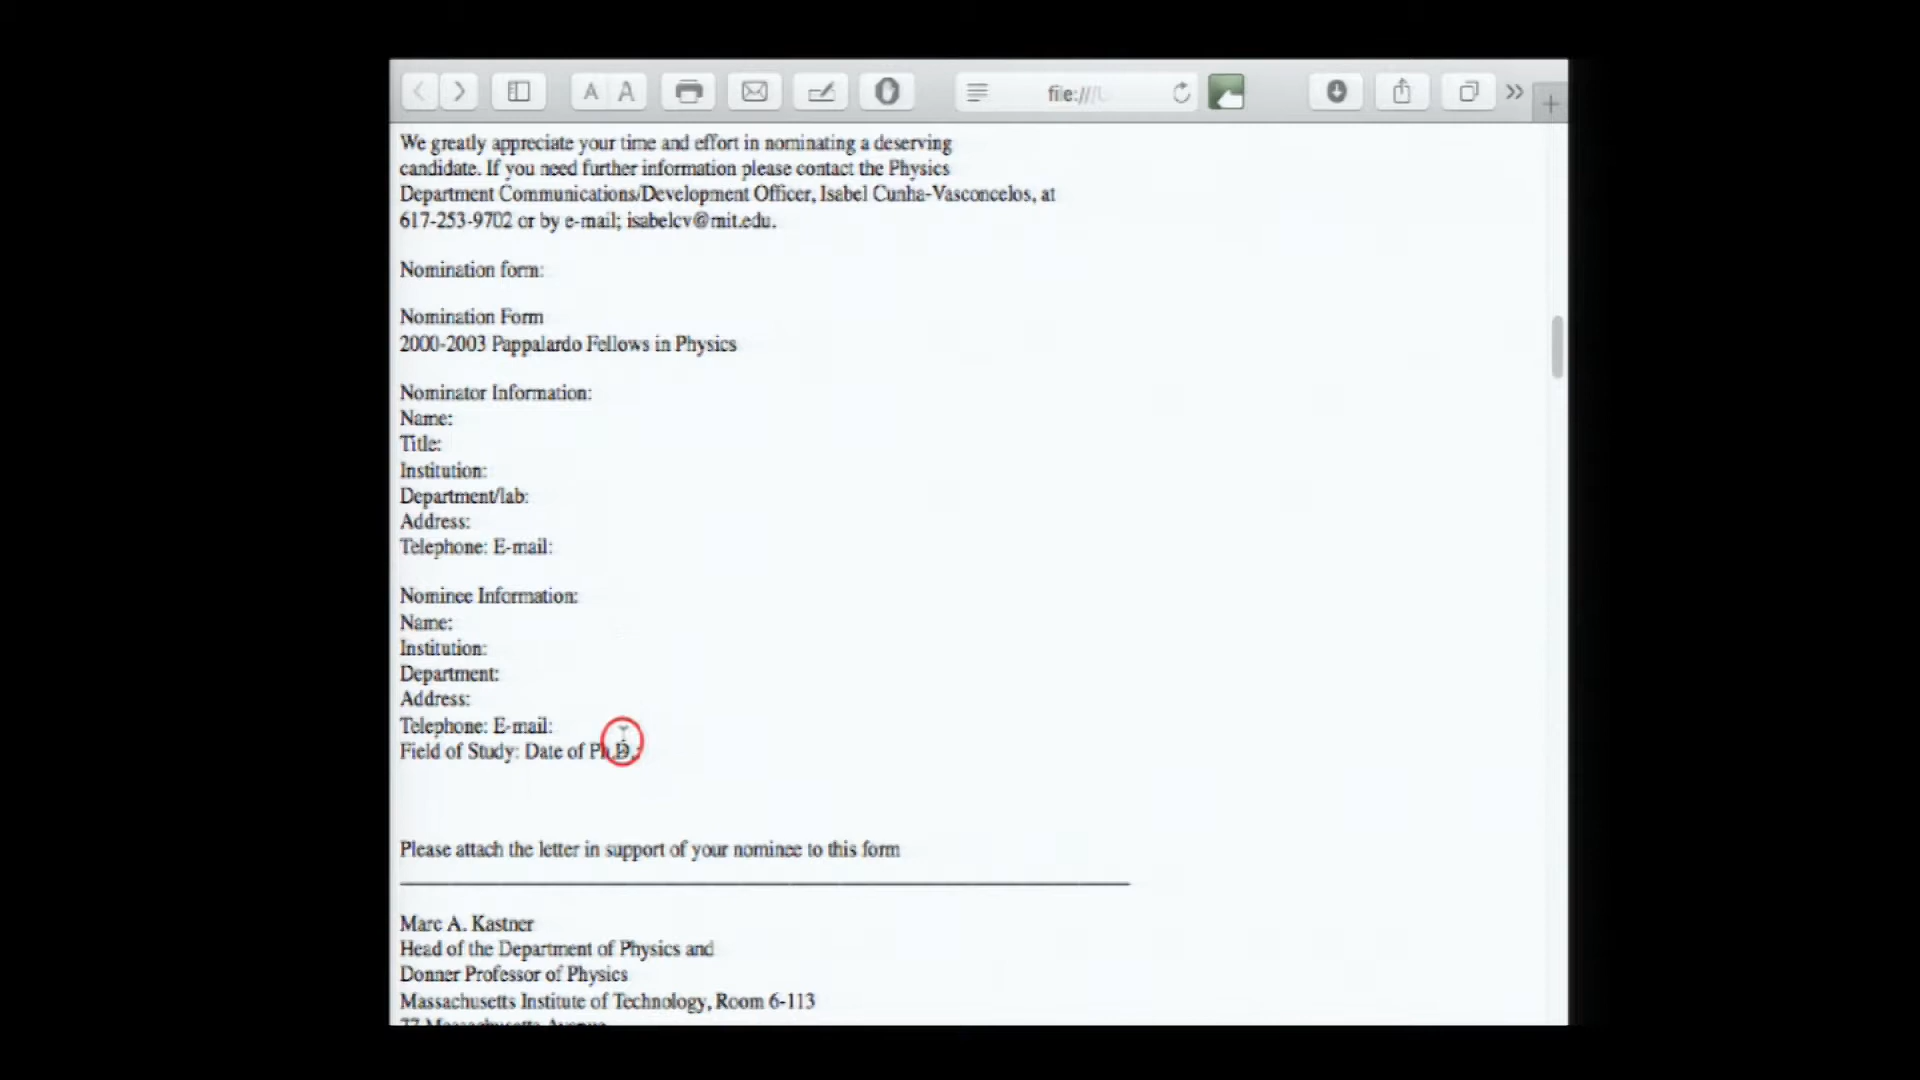 A A
file:///U
We greatly appreciate your time and effort in nominating a deserving
candidate. If you need further information please contact the Physics
Department Communications/Development Officer, Isabel Cunha-Vasconcelos, at
617-253-9702 or by e-mail; isabelcv@mit.edu.
Nomination form:
Nomination Form
2000-2003 Pappalardo Fellows in Physics
Nominator Information:
Name:
Title:
Institution:
Department/lab:
Address:
Telephone: E-mail:
Nominee Information:
Name:
Institution:
Department:
Address:
Telephone: E-mail:
Field of Study: Date of Ph.D.:
Please attach the letter in support of your nominee to this form
Marc A. Kastner
Head of the Department of Physics and
Donner Professor of Physics
Massachusetts Institute of Technology, Room 6-113
77 Massachusetts Avenue